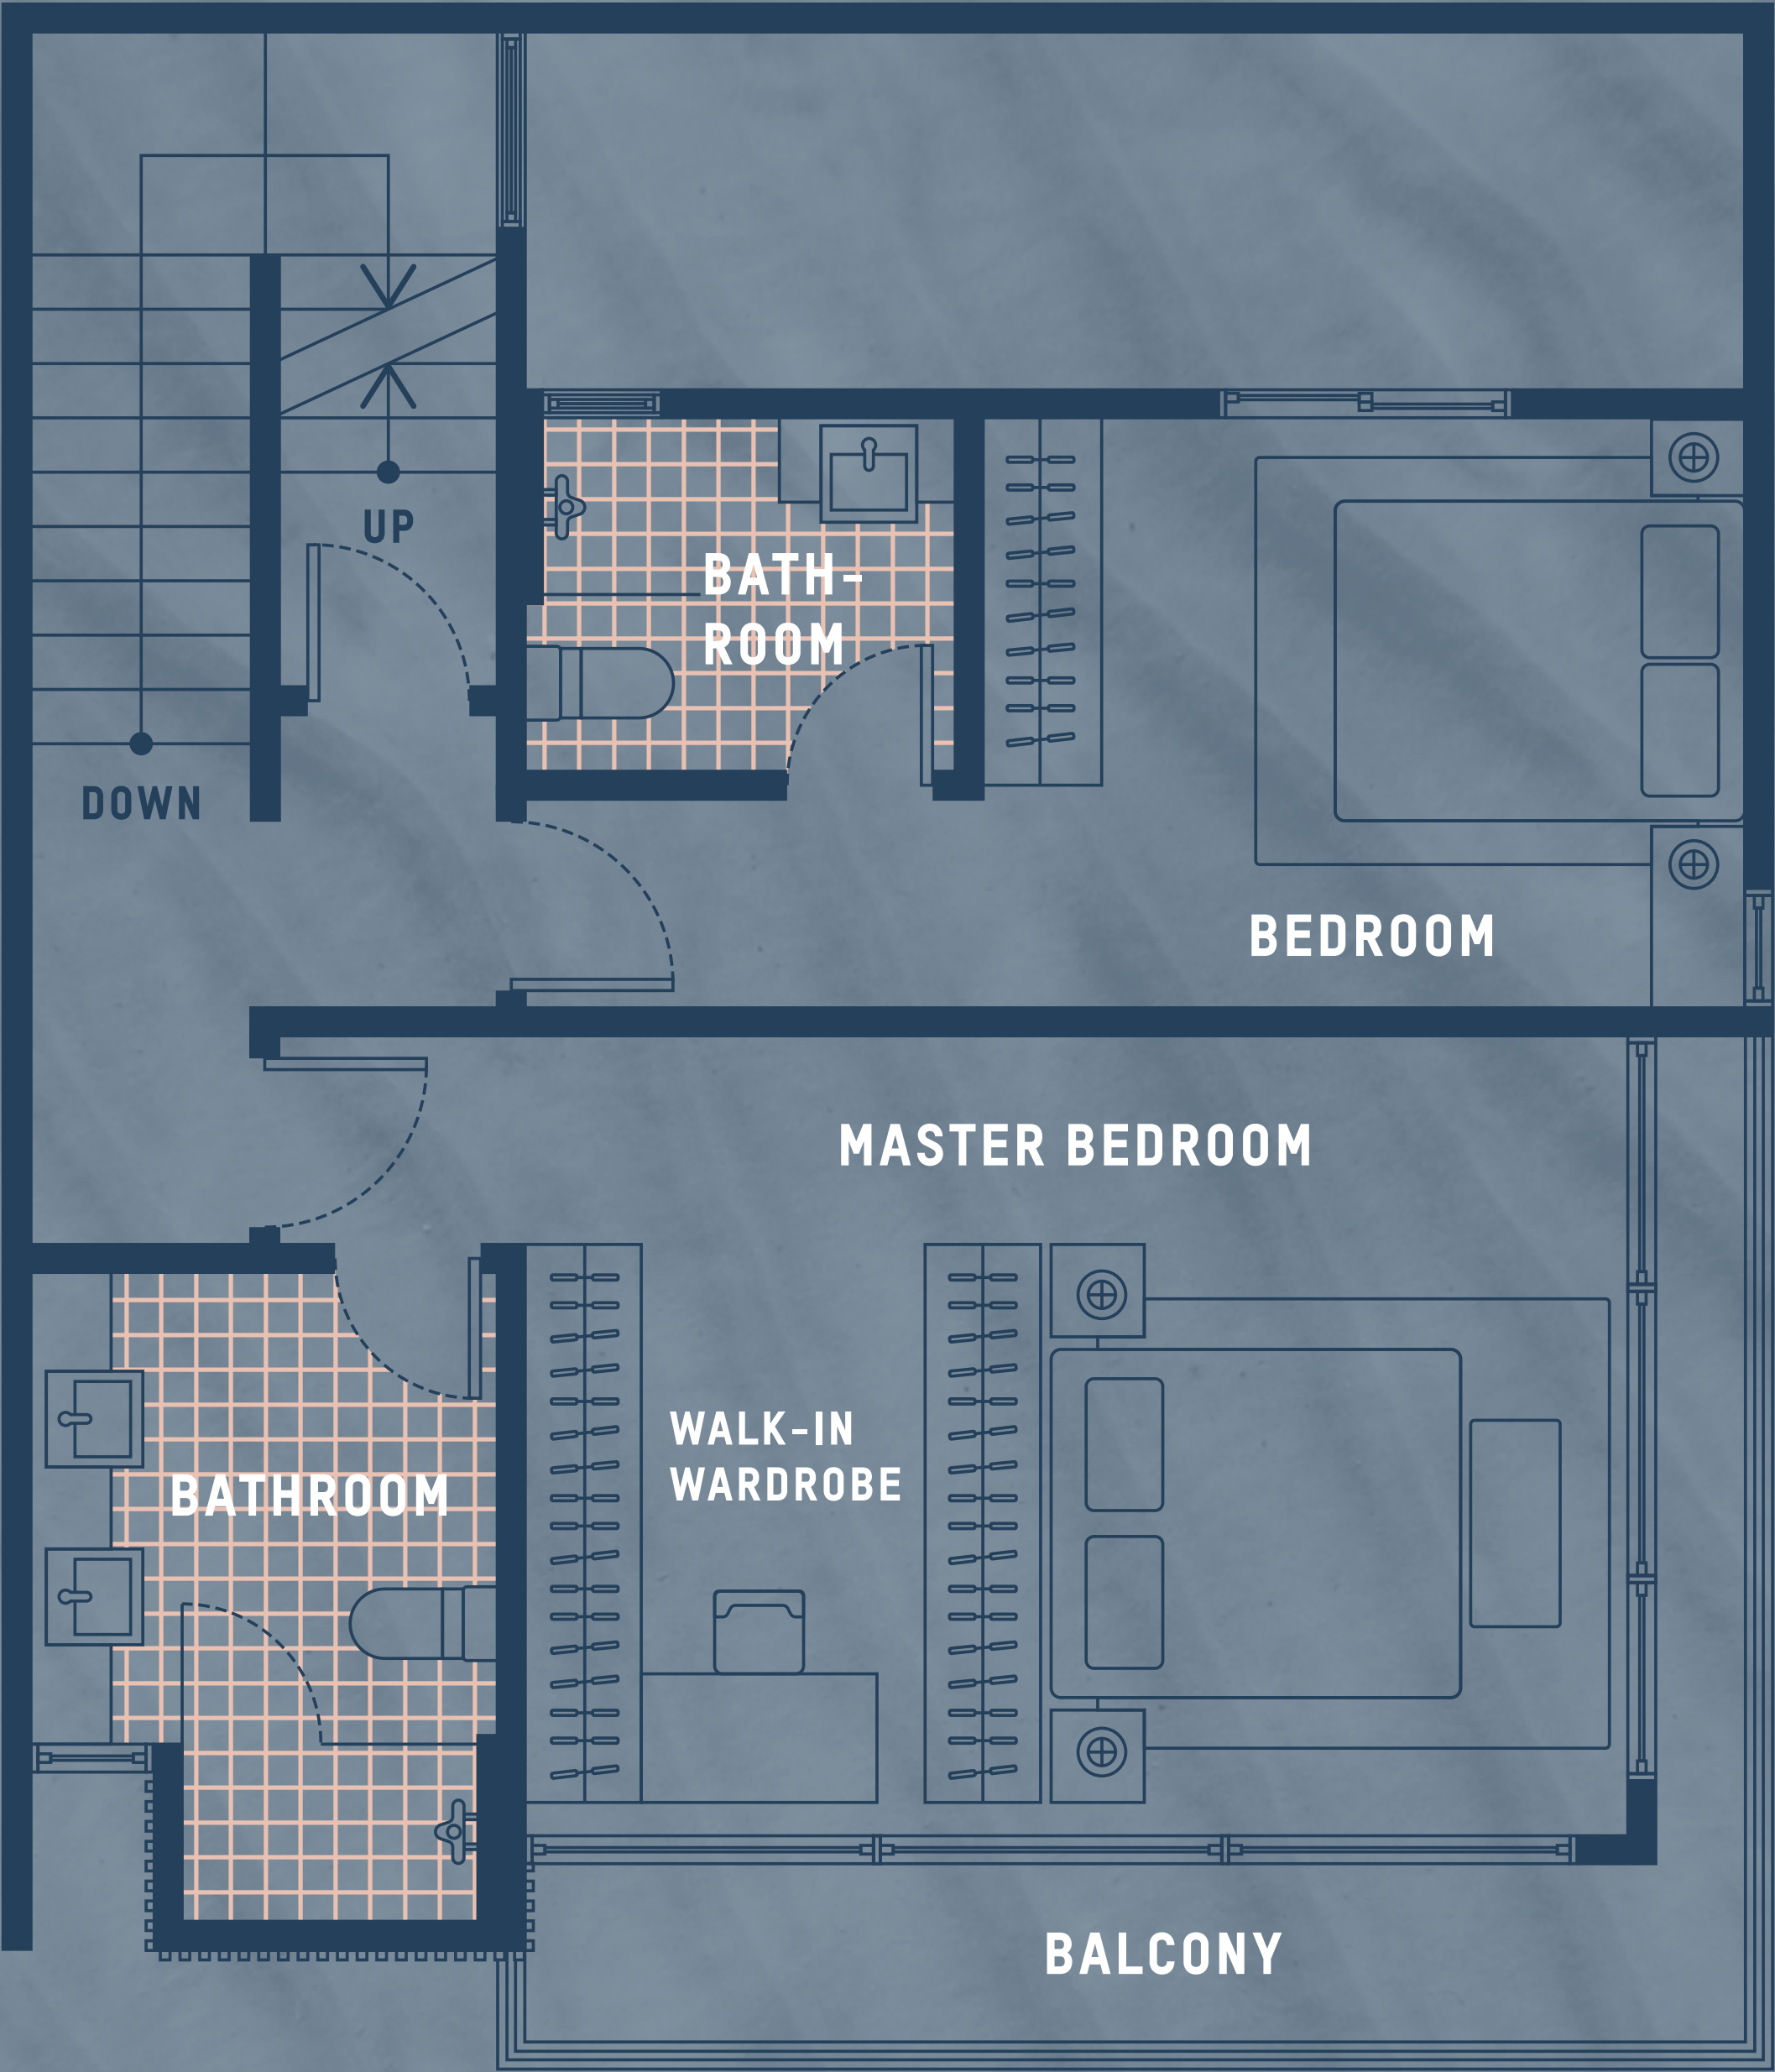 UP
BATH-
ROOM
DOWN
BEDROOM
MASTER BEDROOM
WALK-IN
WARDROBE
BATHROOM
BALCONY